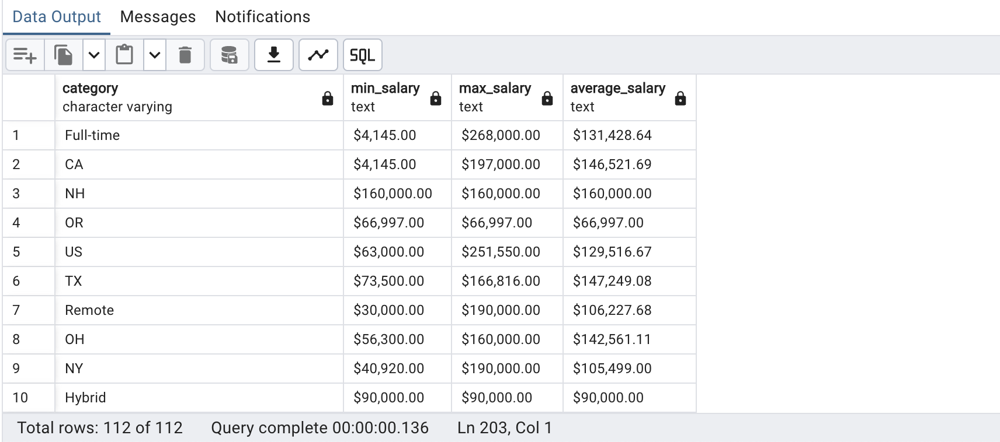 Data Output Messages Notifications
SQL
category min_salary max_salary average_salary
character varying text text text
1 Full-time $4,145.00 $268,000.00 $131,428.64
2 CA $4,145.00 $197,000.00 $146,521.69
3 NH $160,000.00 $160,000.00 $160,000.00
4 OR $66,997.00 $66,997.00 $66,997.00
5 US $63,000.00 $251,550.00 $129,516.67
6 TX $73,500.00 $166,816.00 $147,249.08
7 Remote $30,000.00 $190,000.00 $106,227.68
8 OH $56,300.00 $160,000.00 $142,561.11
9 NY $40,920.00 $190,000.00 $105,499.00
10 Hybrid $90,000.00 $90,000.00 $90,000.00
Total rows: 112 of 112 Query complete 00:00:00.136 Ln 203, Col 1